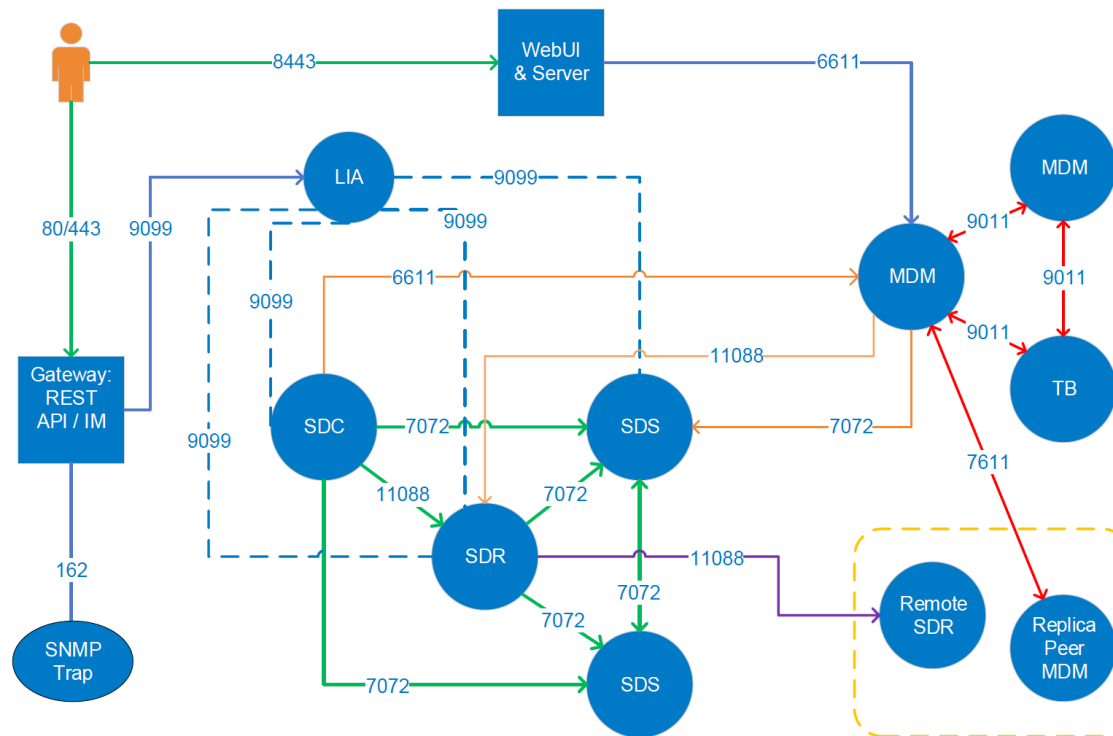 8443
WebUI
& Server
6611
LIA
9099
MDM
80/443
9099
9099
9011
MDM
6611
9099
9011
9011
11088
TB
Gateway:
REST
API / IM
SDC
7072
SDS
7072
9099
7611
11088
7072
SDR
11088
162
7072
7072
Remote
SDR
Replica
Peer
MDM
SNMP
Trap
7072
SDS